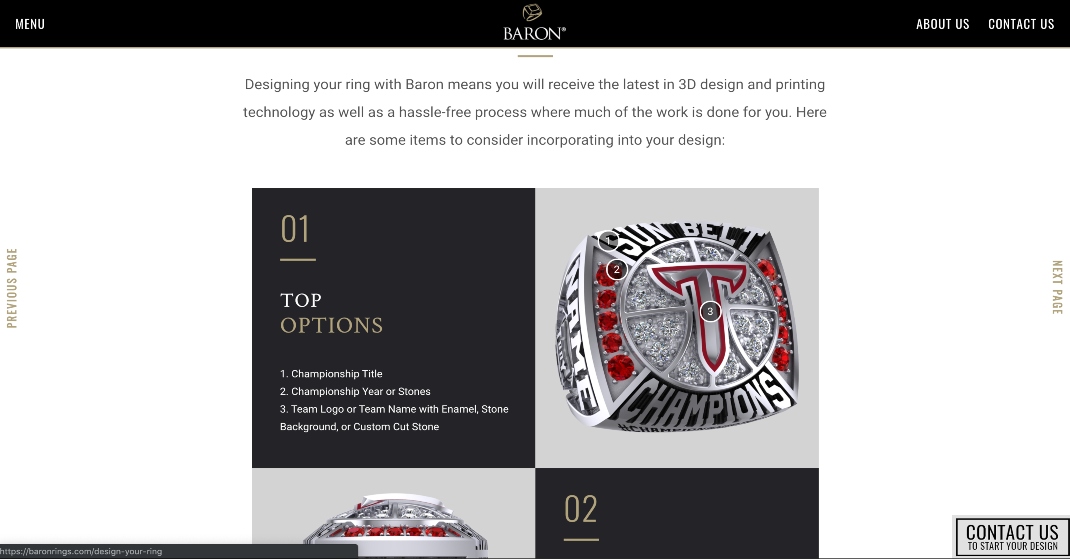 MENU
BARON®
ABOUT US
CONTACT US
Designing your ring with Baron means you will receive the latest in 3D design and printing
technology as well as a hassle-free process where much of the work is done for you. Here
are some items to consider incorporating into your design:
PREVIOUS PAGE
NEXT PAGE
01
TOP
OPTIONS
1. Championship Title
2. Championship Year or Stones
3. Team Logo or Team Name with Enamel, Stone
Background, or Custom Cut Stone
SUN BELT
1
2
3
T
NAME
CHAMPIONS
02
CONTACT US
TO START YOUR DESIGN
https://baronrings.com/design-your-ring